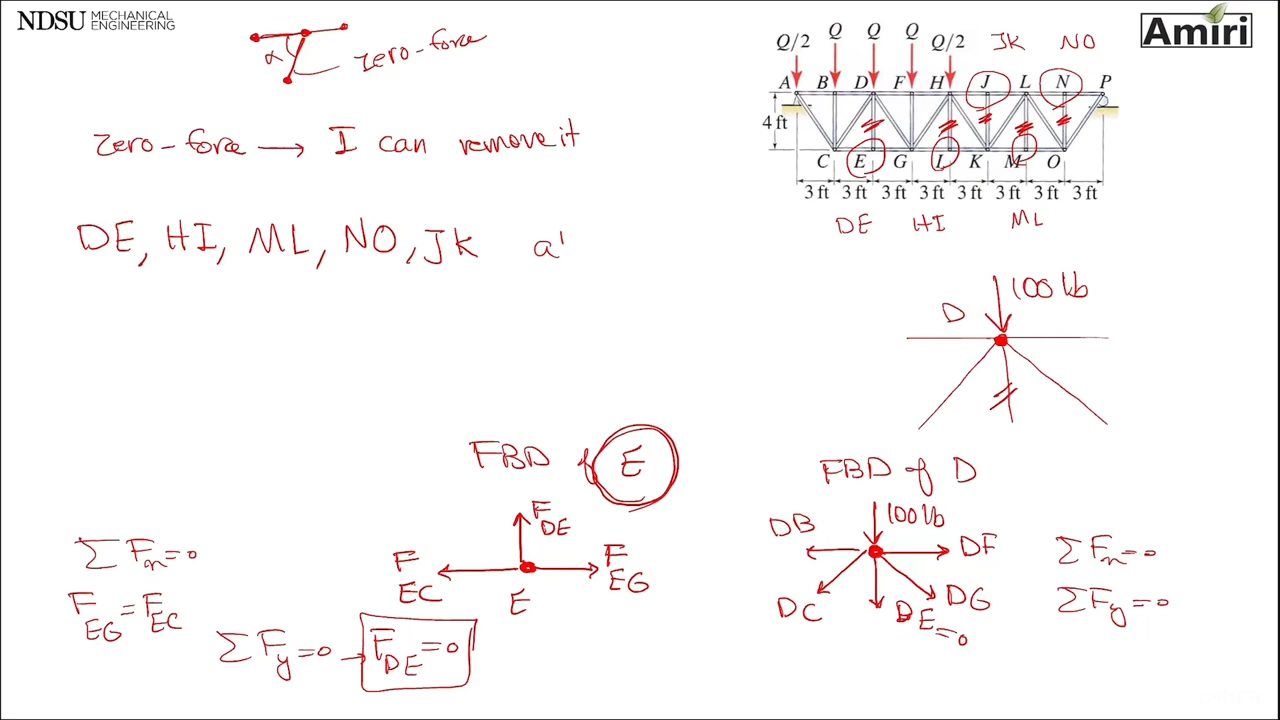 NDSU MECHANICAL ENGINEERING
Amiri
α zero-force
zero-force → I can remove it
DE, HI, ML, NO, JK a'
Q/2 Q Q Q Q/2 JK NO
A B D F H J L N P
4 ft
C E G I K M O
3 ft 3 ft 3 ft 3 ft 3 ft 3 ft 3 ft 3 ft
DE HI ML
D 100 lb
FBD of E
F DE
F EC
F EG
E
ΣFx=0
F EG = F EC
ΣFy=0 → F DE = 0
FBD of D
100 lb
DB DF
DC DE=0 DG
ΣFx=0
ΣFy=0